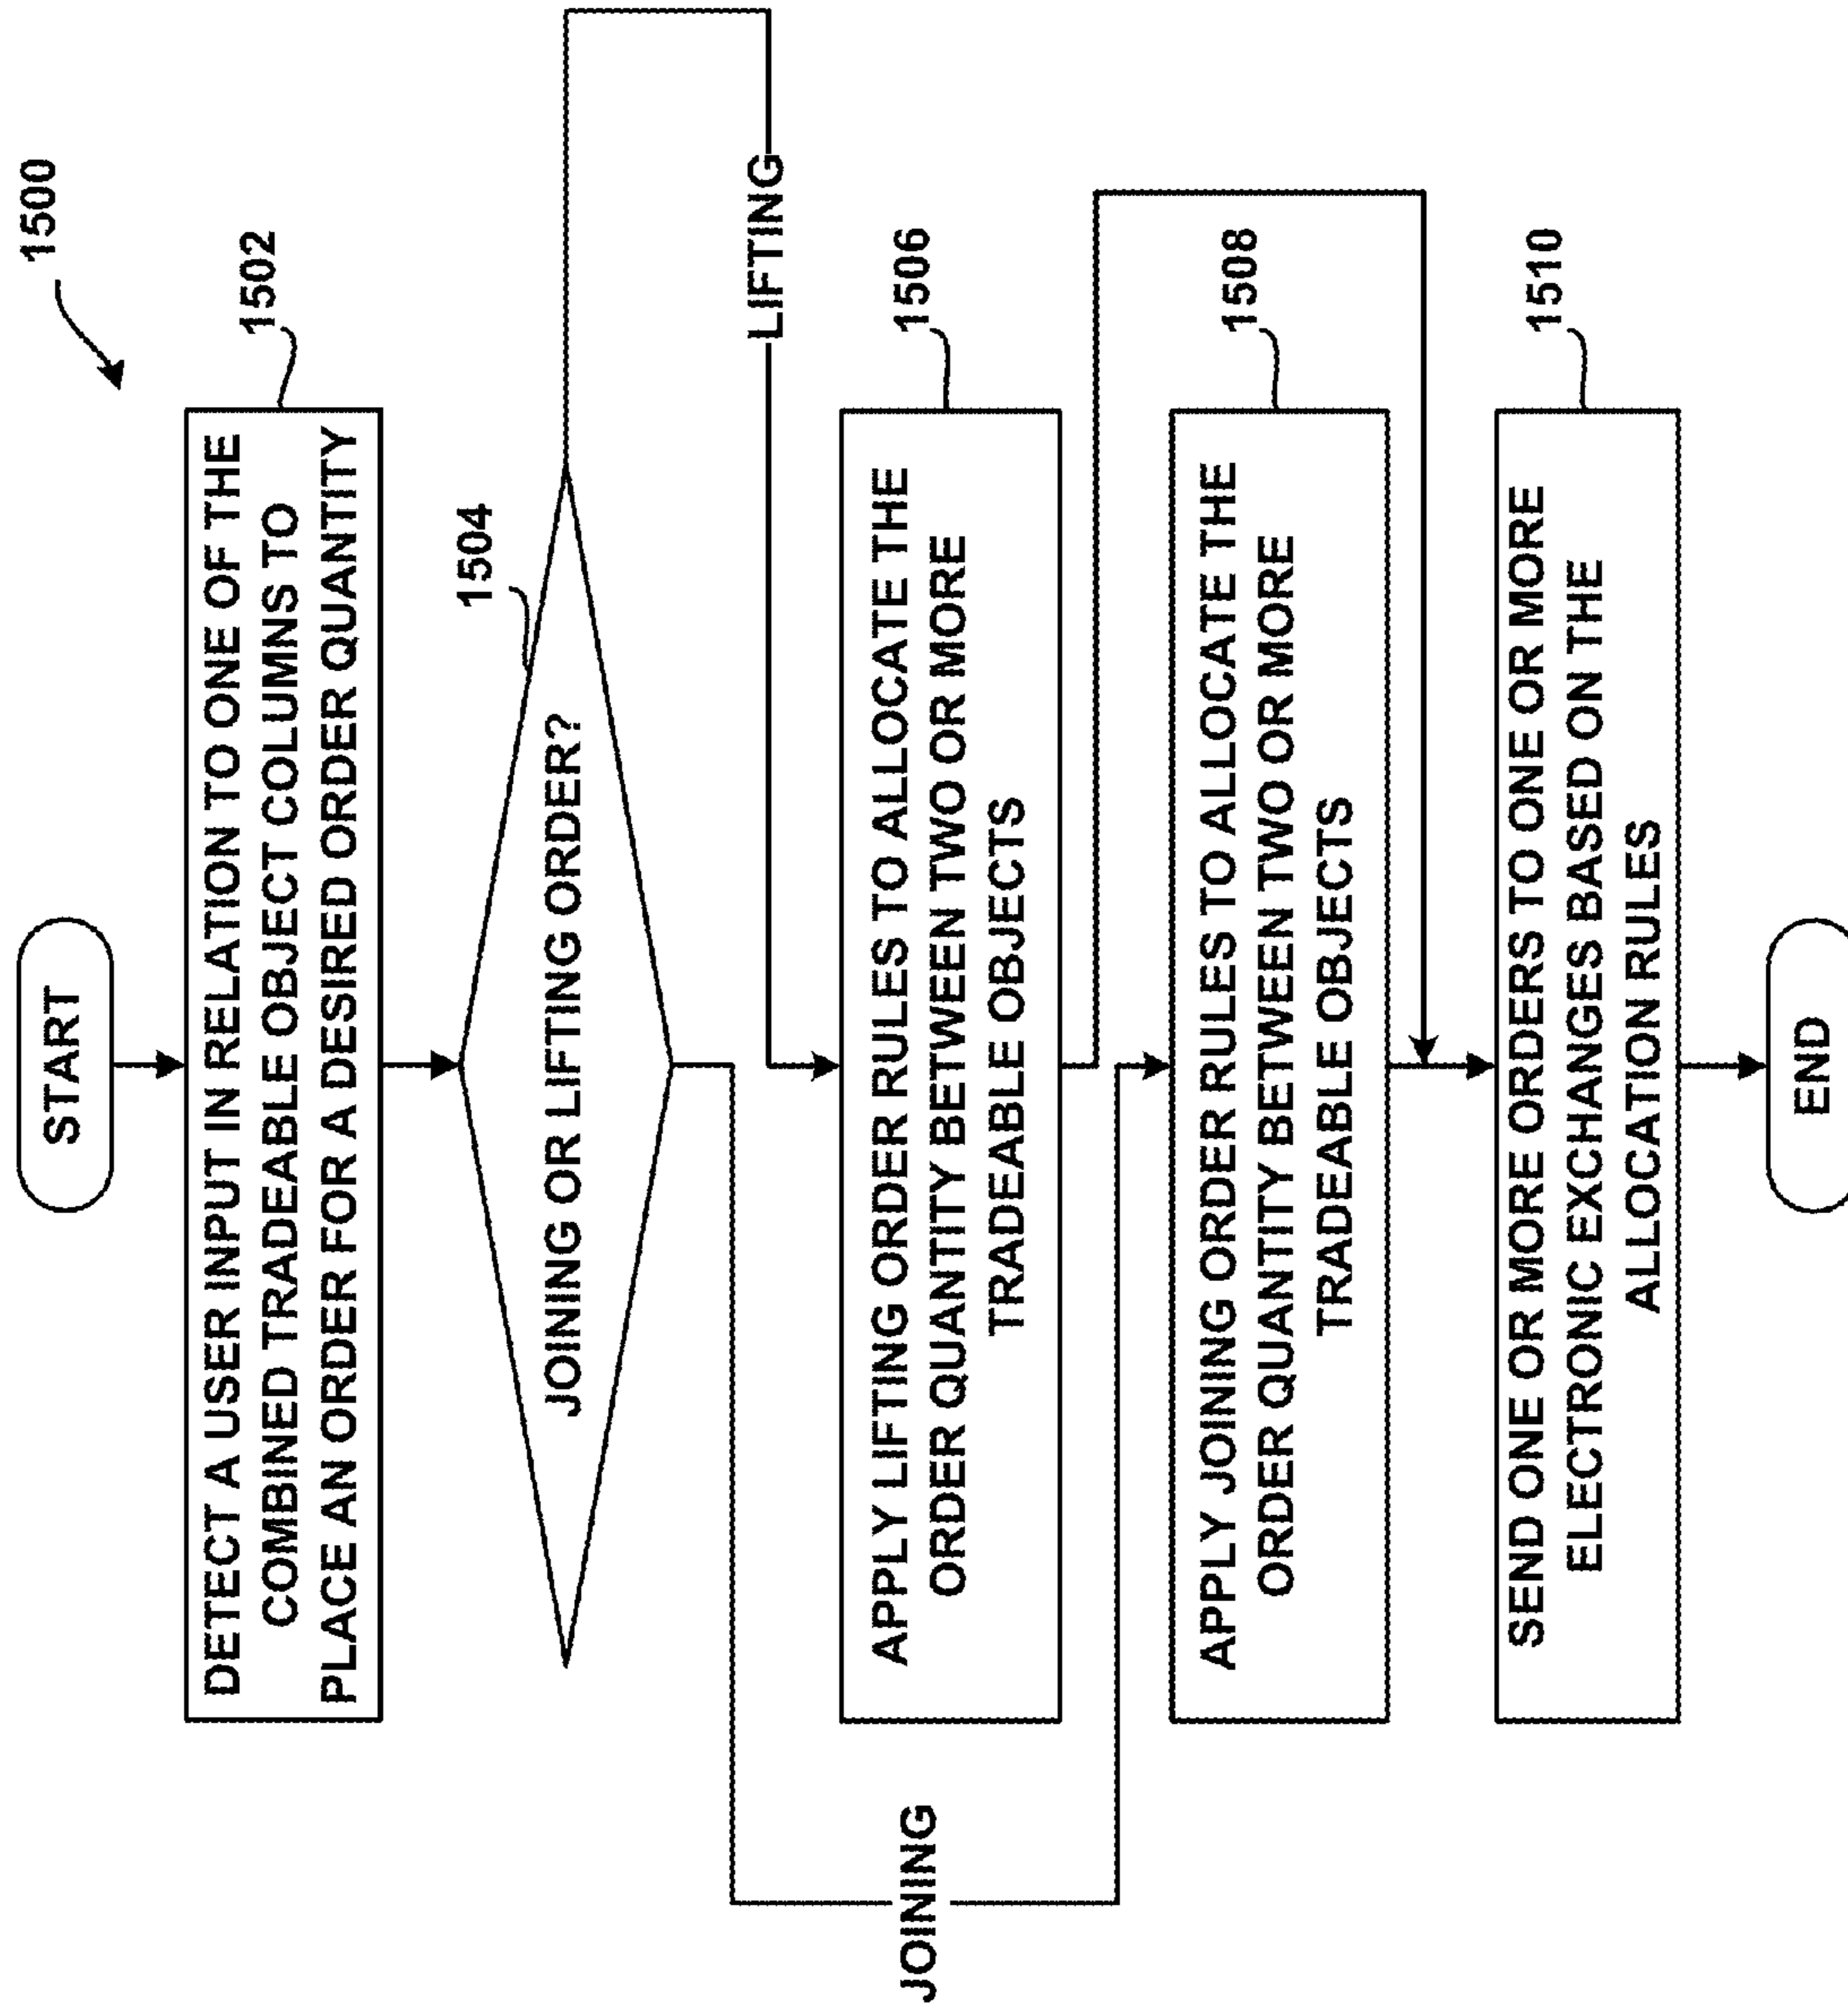 1500
START
DETECT A USER INPUT IN RELATION TO ONE OF THE
COMBINED TRADEABLE OBJECT COLUMNS TO
PLACE AN ORDER FOR A DESIRED ORDER QUANTITY
1502
1504
JOINING OR LIFTING ORDER?
LIFTING
JOINING
APPLY LIFTING ORDER RULES TO ALLOCATE THE
ORDER QUANTITY BETWEEN TWO OR MORE
TRADEABLE OBJECTS
1506
APPLY JOINING ORDER RULES TO ALLOCATE THE
ORDER QUANTITY BETWEEN TWO OR MORE
TRADEABLE OBJECTS
1508
SEND ONE OR MORE ORDERS TO ONE OR MORE
ELECTRONIC EXCHANGES BASED ON THE
ALLOCATION RULES
1510
END